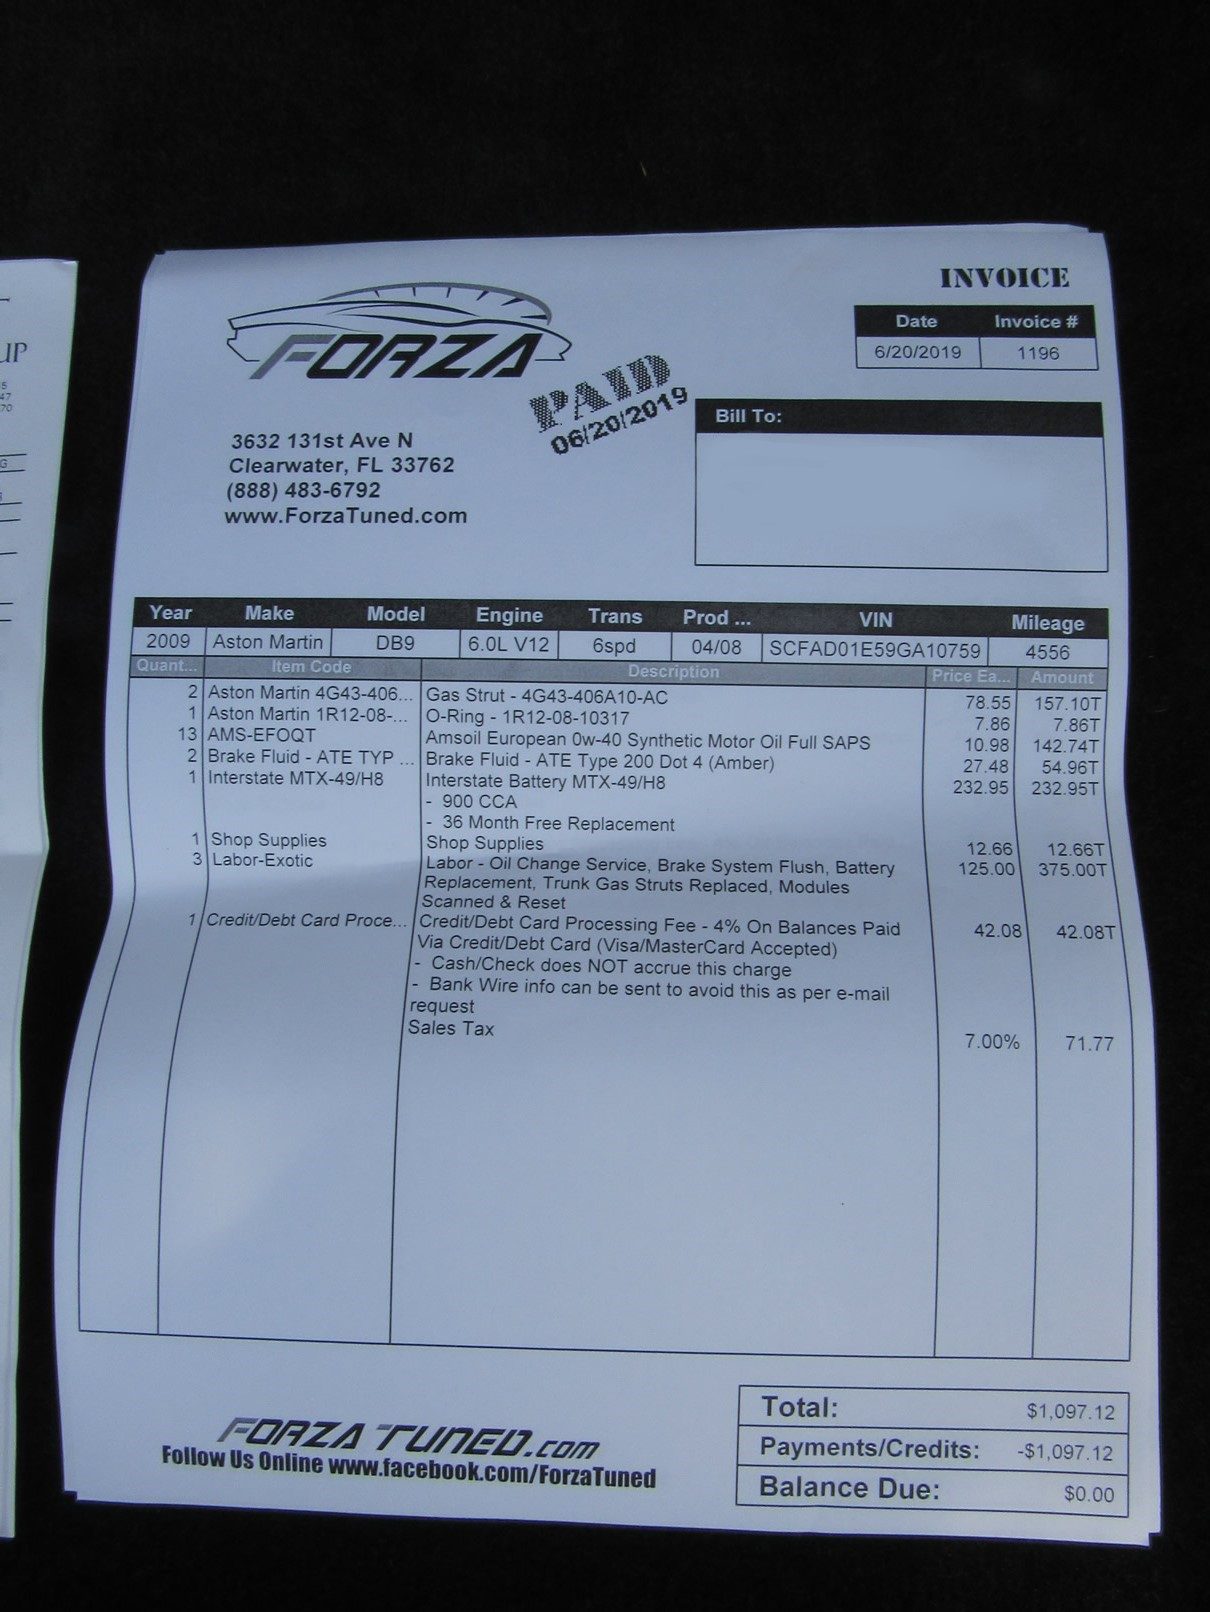 UP
5
47
70
G
FORZA
3632 131st Ave N
Clearwater, FL 33762
(888) 483-6792
www.ForzaTuned.com
PAID
06/20/2019
INVOICE
Date Invoice #
6/20/2019 1196
Bill To:
Year Make Model Engine Trans Prod ... VIN Mileage
2009 Aston Martin DB9 6.0L V12 6spd 04/08 SCFAD01E59GA10759 4556
Quant... Item Code Description Price Ea... Amount
2 Aston Martin 4G43-406... Gas Strut - 4G43-406A10-AC 78.55 157.10T
1 Aston Martin 1R12-08-... O-Ring - 1R12-08-10317 7.86 7.86T
13 AMS-EFOQT Amsoil European 0w-40 Synthetic Motor Oil Full SAPS 10.98 142.74T
2 Brake Fluid - ATE TYP ... Brake Fluid - ATE Type 200 Dot 4 (Amber) 27.48 54.96T
1 Interstate MTX-49/H8 Interstate Battery MTX-49/H8 232.95 232.95T
- 900 CCA
- 36 Month Free Replacement
1 Shop Supplies Shop Supplies 12.66 12.66T
3 Labor-Exotic Labor - Oil Change Service, Brake System Flush, Battery 125.00 375.00T
Replacement, Trunk Gas Struts Replaced, Modules
Scanned & Reset
1 Credit/Debt Card Proce... Credit/Debt Card Processing Fee - 4% On Balances Paid 42.08 42.08T
Via Credit/Debt Card (Visa/MasterCard Accepted)
- Cash/Check does NOT accrue this charge
- Bank Wire info can be sent to avoid this as per e-mail
request
Sales Tax 7.00% 71.77
FORZA TUNED.com
Follow Us Online www.facebook.com/ForzaTuned
Total: $1,097.12
Payments/Credits: -$1,097.12
Balance Due: $0.00